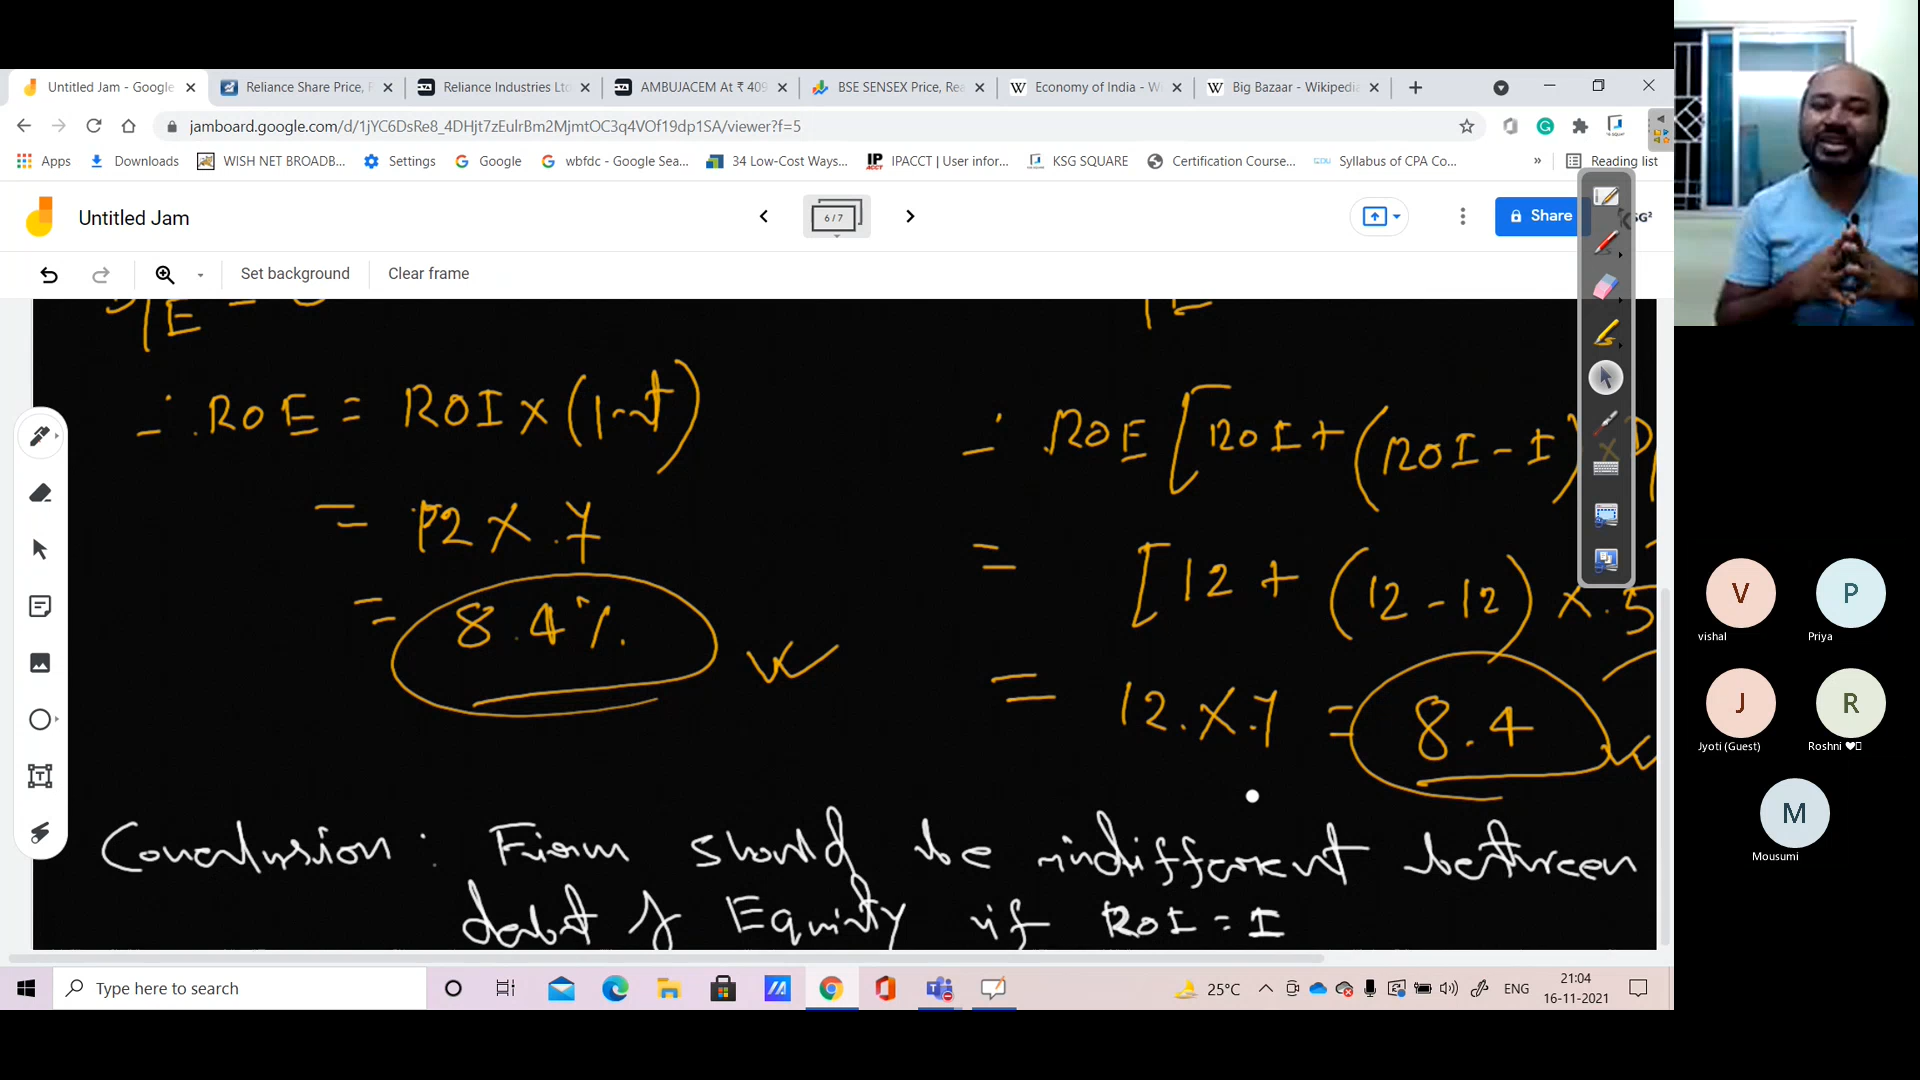 Untitled Jam - Google
Reliance Share Price,
Reliance Industries Ltd
AMBUJACEM At ₹ 409
BSE SENSEX Price, Rea
Economy of India - W
Big Bazaar - Wikipedia
jamboard.google.com/d/1jYC6DsRe8_4DHjt7zEulrBm2MjmtOC3q4VOf19dp1SA/viewer?f=5
Apps
Downloads
WISH NET BROADB...
Settings
Google
wbfdc - Google Sea...
34 Low-Cost Ways...
IPACCT | User infor...
KSG SQUARE
Certification Course...
Syllabus of CPA Co...
»
Reading list
Untitled Jam
6 / 7
Share
SG²
Set background
Clear frame
∴ ROE = ROI X (1-t)
= 12 X .7
= 8.4%
∴ ROE [ROI + (ROI - I) X D
= [12 + (12 - 12) X .5
= 12 X .7 = 8.4
Conclusion: Firm should be indifferent between
debt & Equity if ROI = I
V
vishal
P
Priya
J
Jyoti (Guest)
R
Roshni ❤
M
Mousumi
Type here to search
25°C
ENG
21:04
16-11-2021